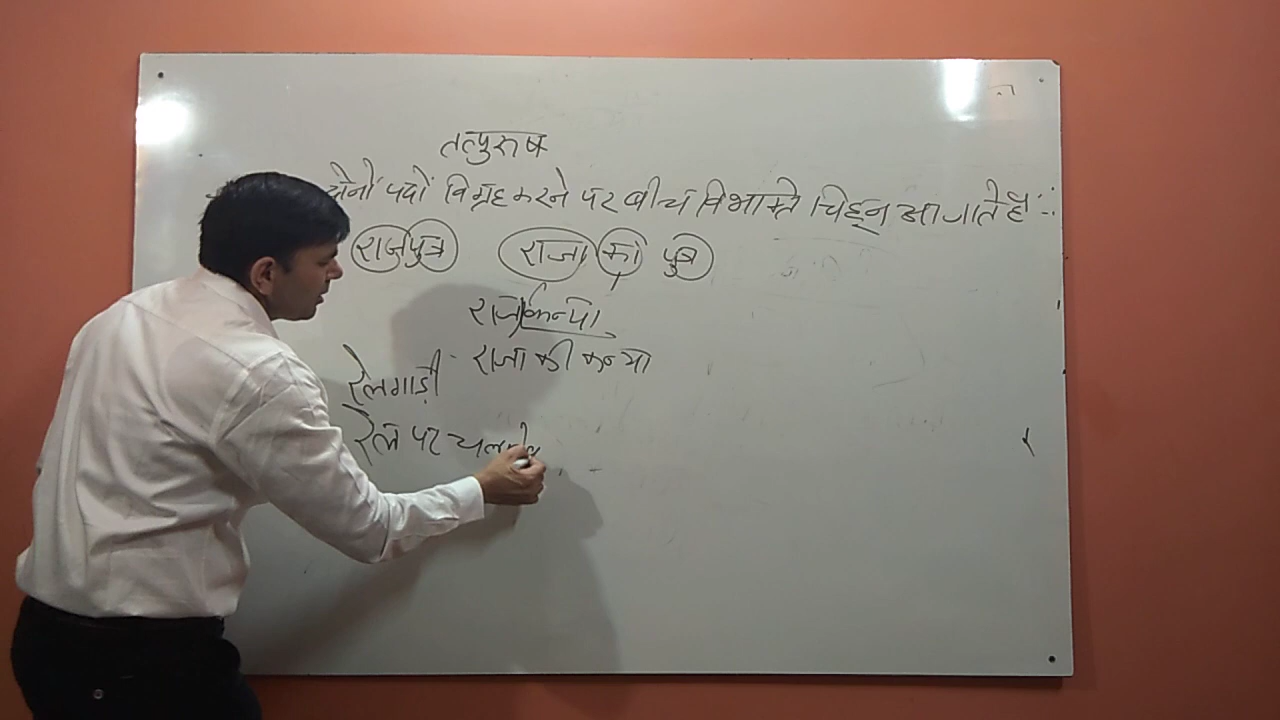 तत्पुरुष
दोनों पदों विग्रह करने पर बीच विभक्ति चिह्न आ जाते हैं :-
राजपुत्र राजा का पुत्र
राजकन्या
राजा की कन्या
रेलगाड़ी
रेल पर चलने